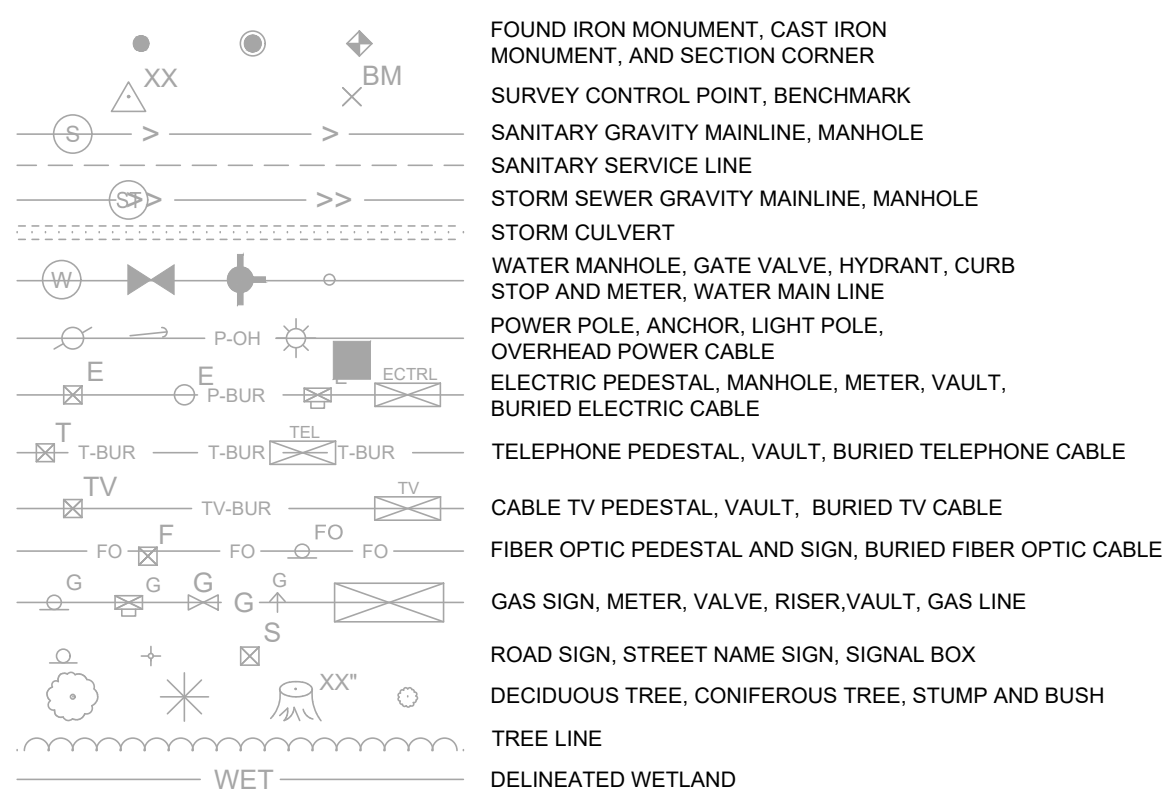 FOUND IRON MONUMENT, CAST IRON
MONUMENT, AND SECTION CORNER
XX BM
SURVEY CONTROL POINT, BENCHMARK
S > > SANITARY GRAVITY MAINLINE, MANHOLE
SANITARY SERVICE LINE
ST >> >> STORM SEWER GRAVITY MAINLINE, MANHOLE
STORM CULVERT
W WATER MANHOLE, GATE VALVE, HYDRANT, CURB
STOP AND METER, WATER MAIN LINE
P-OH POWER POLE, ANCHOR, LIGHT POLE,
OVERHEAD POWER CABLE
E E P-BUR ECTRL ELECTRIC PEDESTAL, MANHOLE, METER, VAULT,
BURIED ELECTRIC CABLE
T T-BUR T-BUR TEL T-BUR TELEPHONE PEDESTAL, VAULT, BURIED TELEPHONE CABLE
TV TV-BUR TV CABLE TV PEDESTAL, VAULT, BURIED TV CABLE
FO F FO FO FO FIBER OPTIC PEDESTAL AND SIGN, BURIED FIBER OPTIC CABLE
G G G G G GAS SIGN, METER, VALVE, RISER,VAULT, GAS LINE
S ROAD SIGN, STREET NAME SIGN, SIGNAL BOX
XX" DECIDUOUS TREE, CONIFEROUS TREE, STUMP AND BUSH
TREE LINE
WET DELINEATED WETLAND